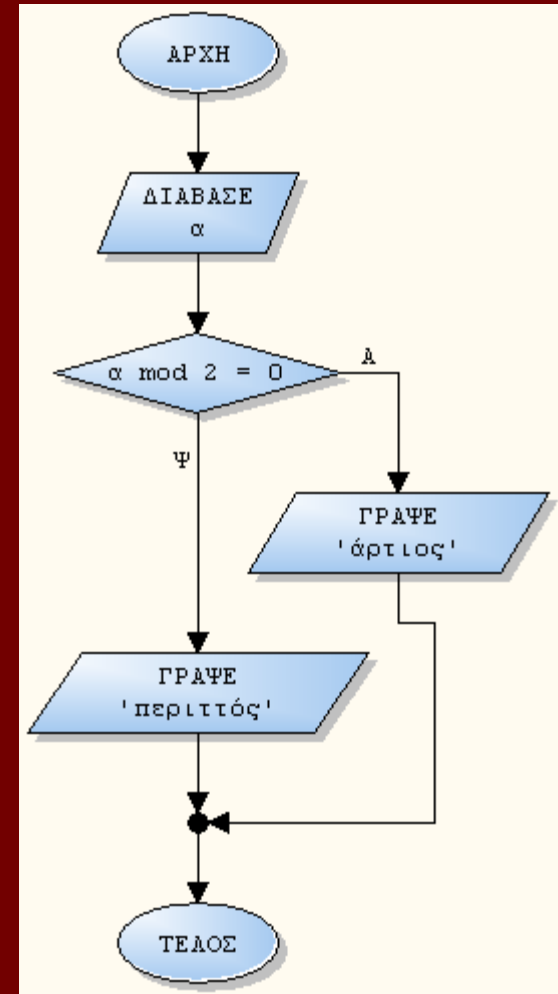 ΑΡΧΗ
ΔΙΑΒΑΣΕ
α
α mod 2 = 0
Α
Ψ
ΓΡΑΨΕ
'άρτιος'
ΓΡΑΨΕ
'περιττός'
ΤΕΛΟΣ